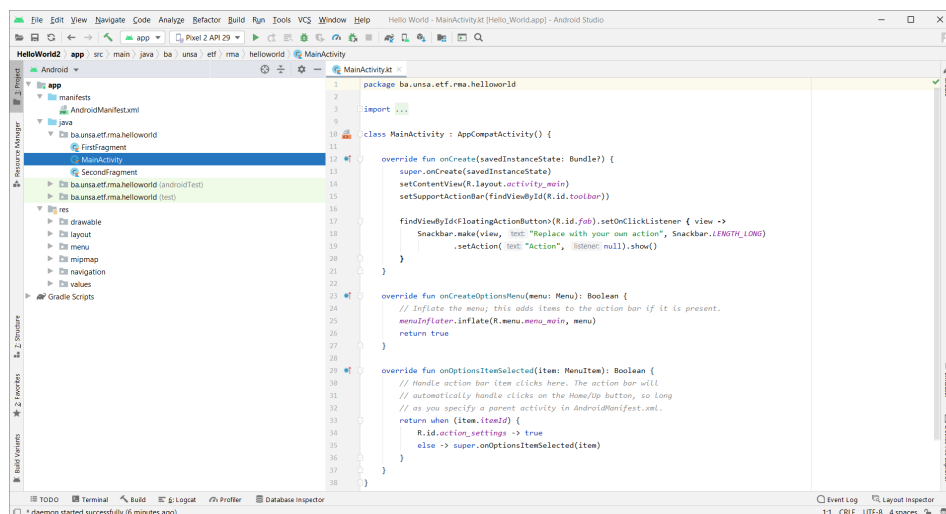 File Edit View Navigate Code Analyze Refactor Build Run Tools VCS Window Help Hello World - MainActivity.kt [Hello_World.app] - Android Studio
app Pixel 2 API 29
HelloWorld2 app src main java ba unsa etf rma helloworld MainActivity
Android
MainActivity.kt
1: Project
Resource Manager
Z: Structure
2: Favorites
Build Variants
app
manifests
AndroidManifest.xml
java
ba.unsa.etf.rma.helloworld
FirstFragment
MainActivity
SecondFragment
ba.unsa.etf.rma.helloworld (androidTest)
ba.unsa.etf.rma.helloworld (test)
res
drawable
layout
menu
mipmap
navigation
values
Gradle Scripts
1 package ba.unsa.etf.rma.helloworld
2
3 import ...
9
10 class MainActivity : AppCompatActivity() {
11
12 override fun onCreate(savedInstanceState: Bundle?) {
13 super.onCreate(savedInstanceState)
14 setContentView(R.layout.activity_main)
15 setSupportActionBar(findViewById(R.id.toolbar))
16
17 findViewById<FloatingActionButton>(R.id.fab).setOnClickListener { view ->
18 Snackbar.make(view, text: "Replace with your own action", Snackbar.LENGTH_LONG)
19 .setAction( text: "Action", listener: null).show()
20 }
21 }
22
23 override fun onCreateOptionsMenu(menu: Menu): Boolean {
24 // Inflate the menu; this adds items to the action bar if it is present.
25 menuInflater.inflate(R.menu.menu_main, menu)
26 return true
27 }
28
29 override fun onOptionsItemSelected(item: MenuItem): Boolean {
30 // Handle action bar item clicks here. The action bar will
31 // automatically handle clicks on the Home/Up button, so long
32 // as you specify a parent activity in AndroidManifest.xml.
33 return when (item.itemId) {
34 R.id.action_settings -> true
35 else -> super.onOptionsItemSelected(item)
36 }
37 }
38 }
TODO Terminal Build 6: Logcat Profiler Database Inspector Event Log Layout Inspector
* daemon started successfully (6 minutes ago) 1:1 CRLF UTF-8 4 spaces